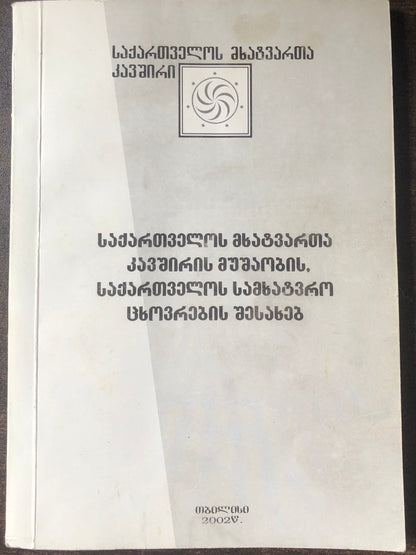 საქართველოს მხატვართა
კავშირი
საქართველოს მხატვართა
კავშირის მუშაობის,
საქართველოს სამხატვრო
ცხოვრების შესახებ
თბილისი
2002წ.